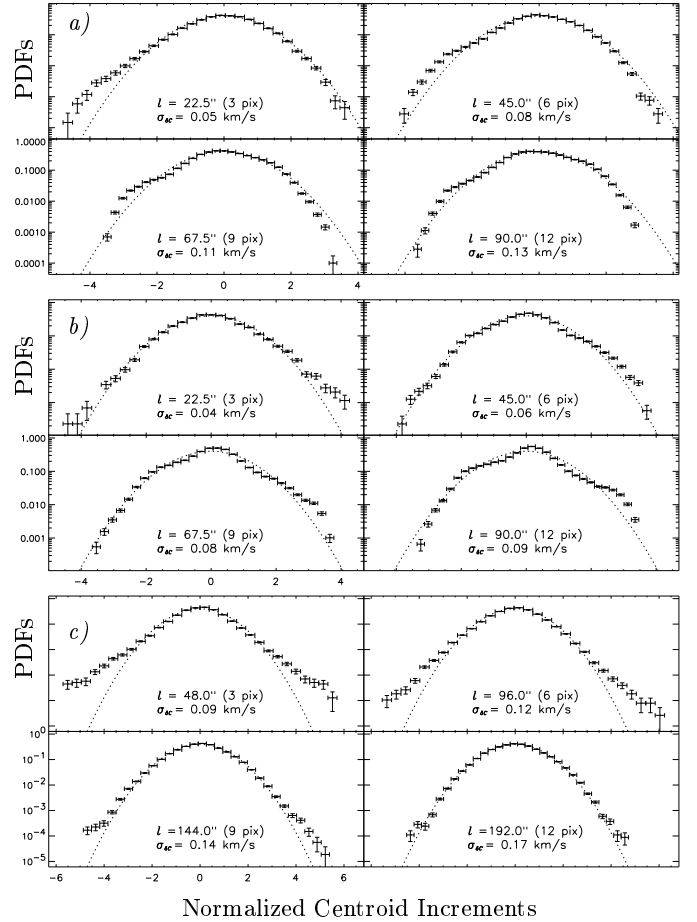 a)
PDFs
l = 22.5" (3 pix)
σδC = 0.05 km/s
l = 45.0" (6 pix)
σδC = 0.08 km/s
1.0000
0.1000
0.0100
0.0010
0.0001
l = 67.5" (9 pix)
σδC = 0.11 km/s
l = 90.0" (12 pix)
σδC = 0.13 km/s
-4 -2 0 2 4
b)
PDFs
l = 22.5" (3 pix)
σδC = 0.04 km/s
l = 45.0" (6 pix)
σδC = 0.06 km/s
1.000
0.100
0.010
0.001
l = 67.5" (9 pix)
σδC = 0.08 km/s
l = 90.0" (12 pix)
σδC = 0.09 km/s
-4 -2 0 2 4
c)
PDFs
l = 48.0" (3 pix)
σδC = 0.09 km/s
l = 96.0" (6 pix)
σδC = 0.12 km/s
0
10⁰
10⁻¹
10⁻²
10⁻³
10⁻⁴
10⁻⁵
l = 144.0" (9 pix)
σδC = 0.14 km/s
l = 192.0" (12 pix)
σδC = 0.17 km/s
-6 -4 -2 0 2 4 6
Normalized Centroid Increments